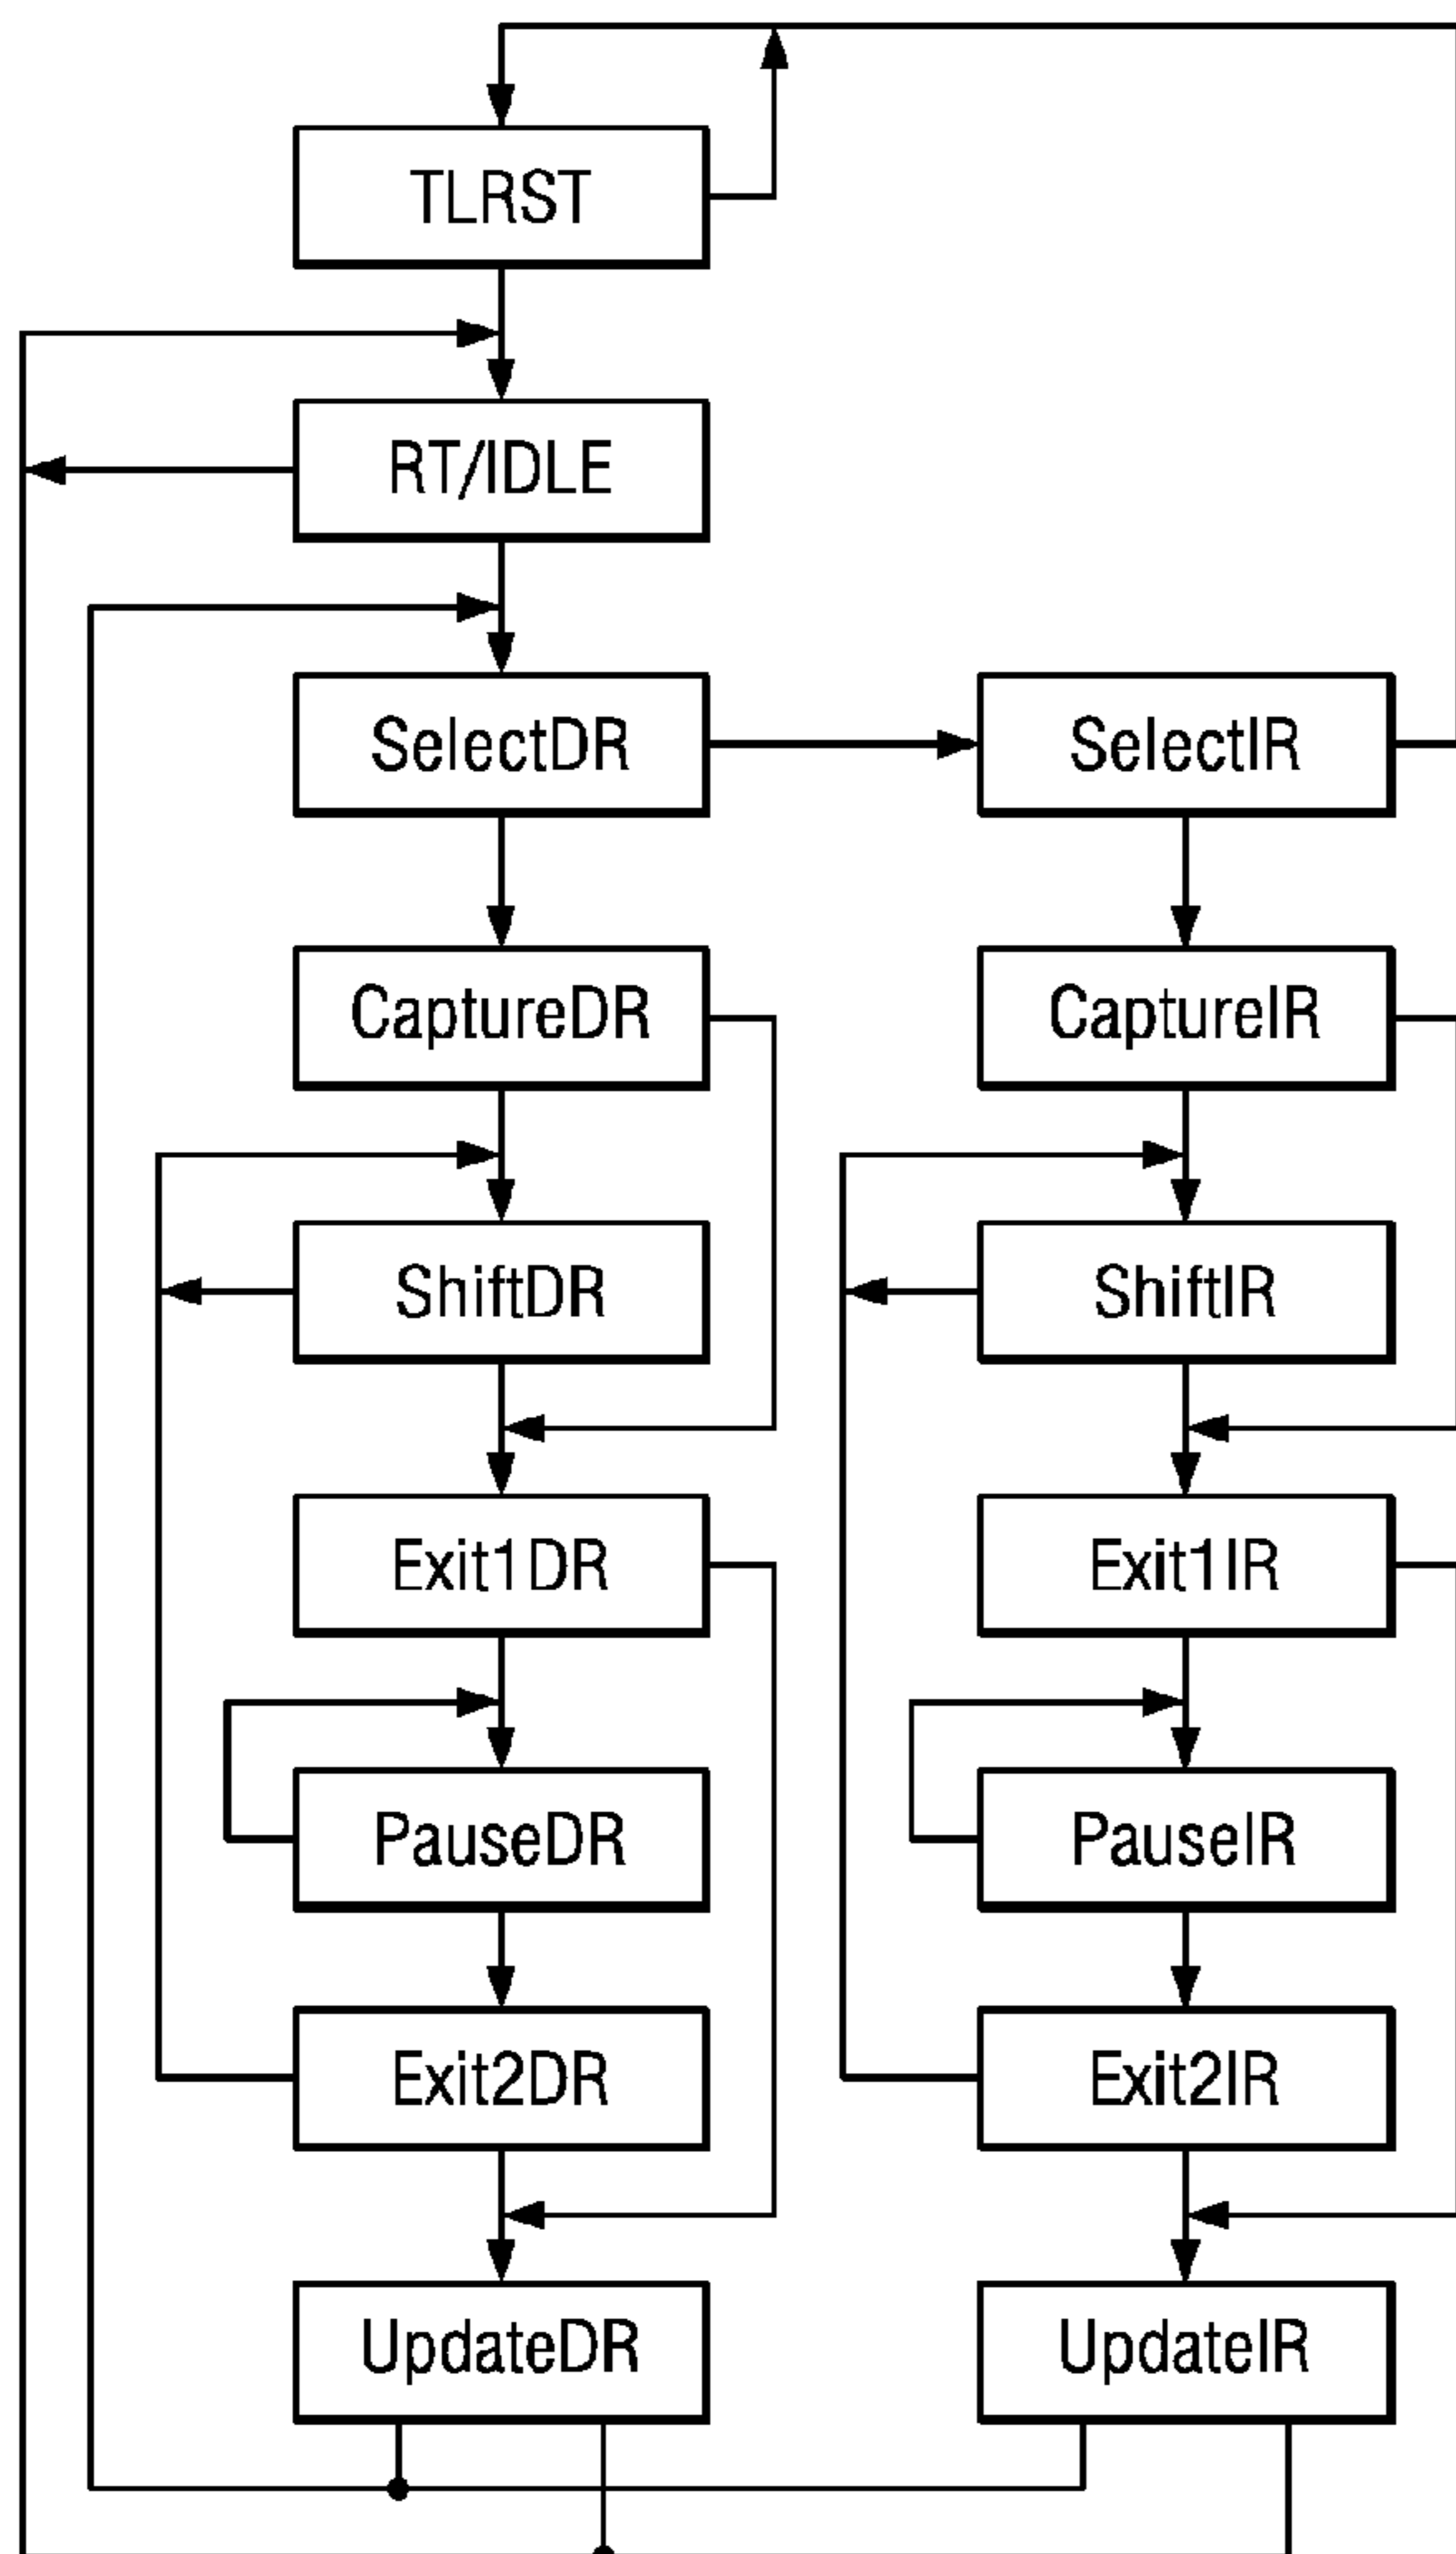 TLRST
RT/IDLE
SelectDR
SelectIR
CaptureDR
CaptureIR
ShiftDR
ShiftIR
Exit1DR
Exit1IR
PauseDR
PauseIR
Exit2DR
Exit2IR
UpdateDR
UpdateIR